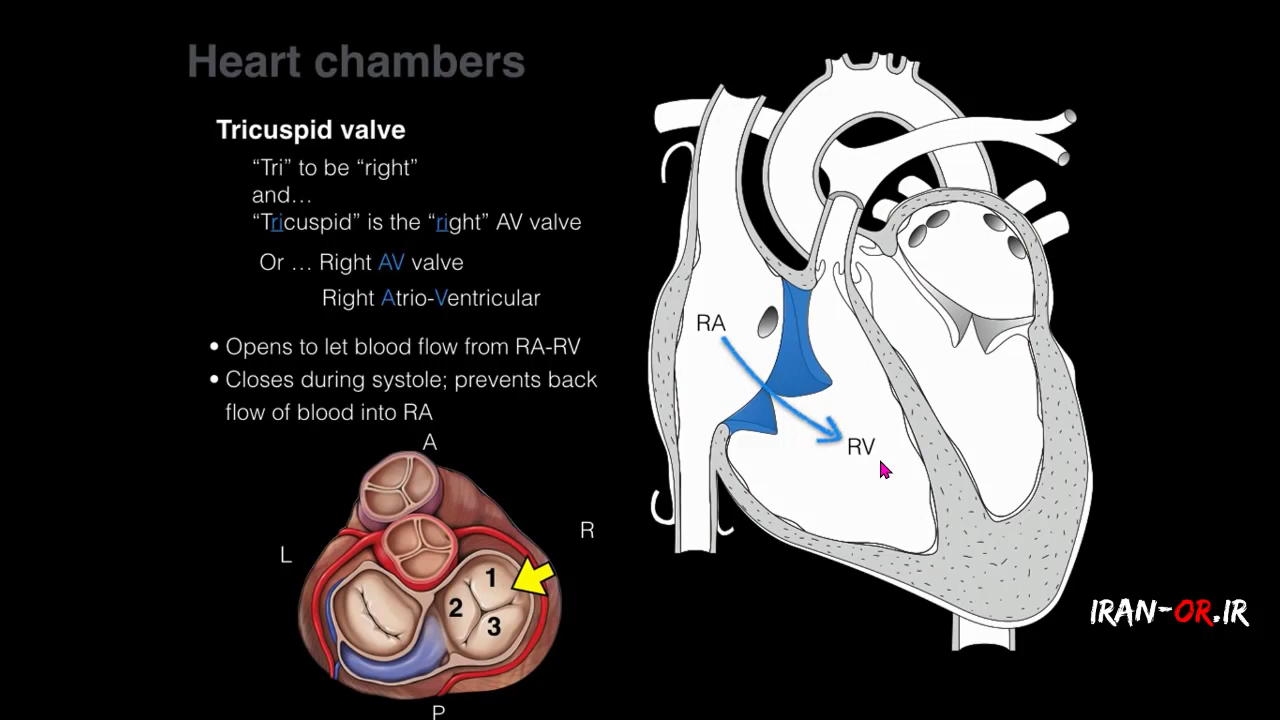 Heart chambers
Tricuspid valve
“Tri” to be “right”
and…
“Tricuspid” is the “right” AV valve
Or … Right AV valve
Right Atrio-Ventricular
• Opens to let blood flow from RA-RV
• Closes during systole; prevents back
flow of blood into RA
A
R
L
1
2
3
P
RA
RV
IRAN-OR.IR